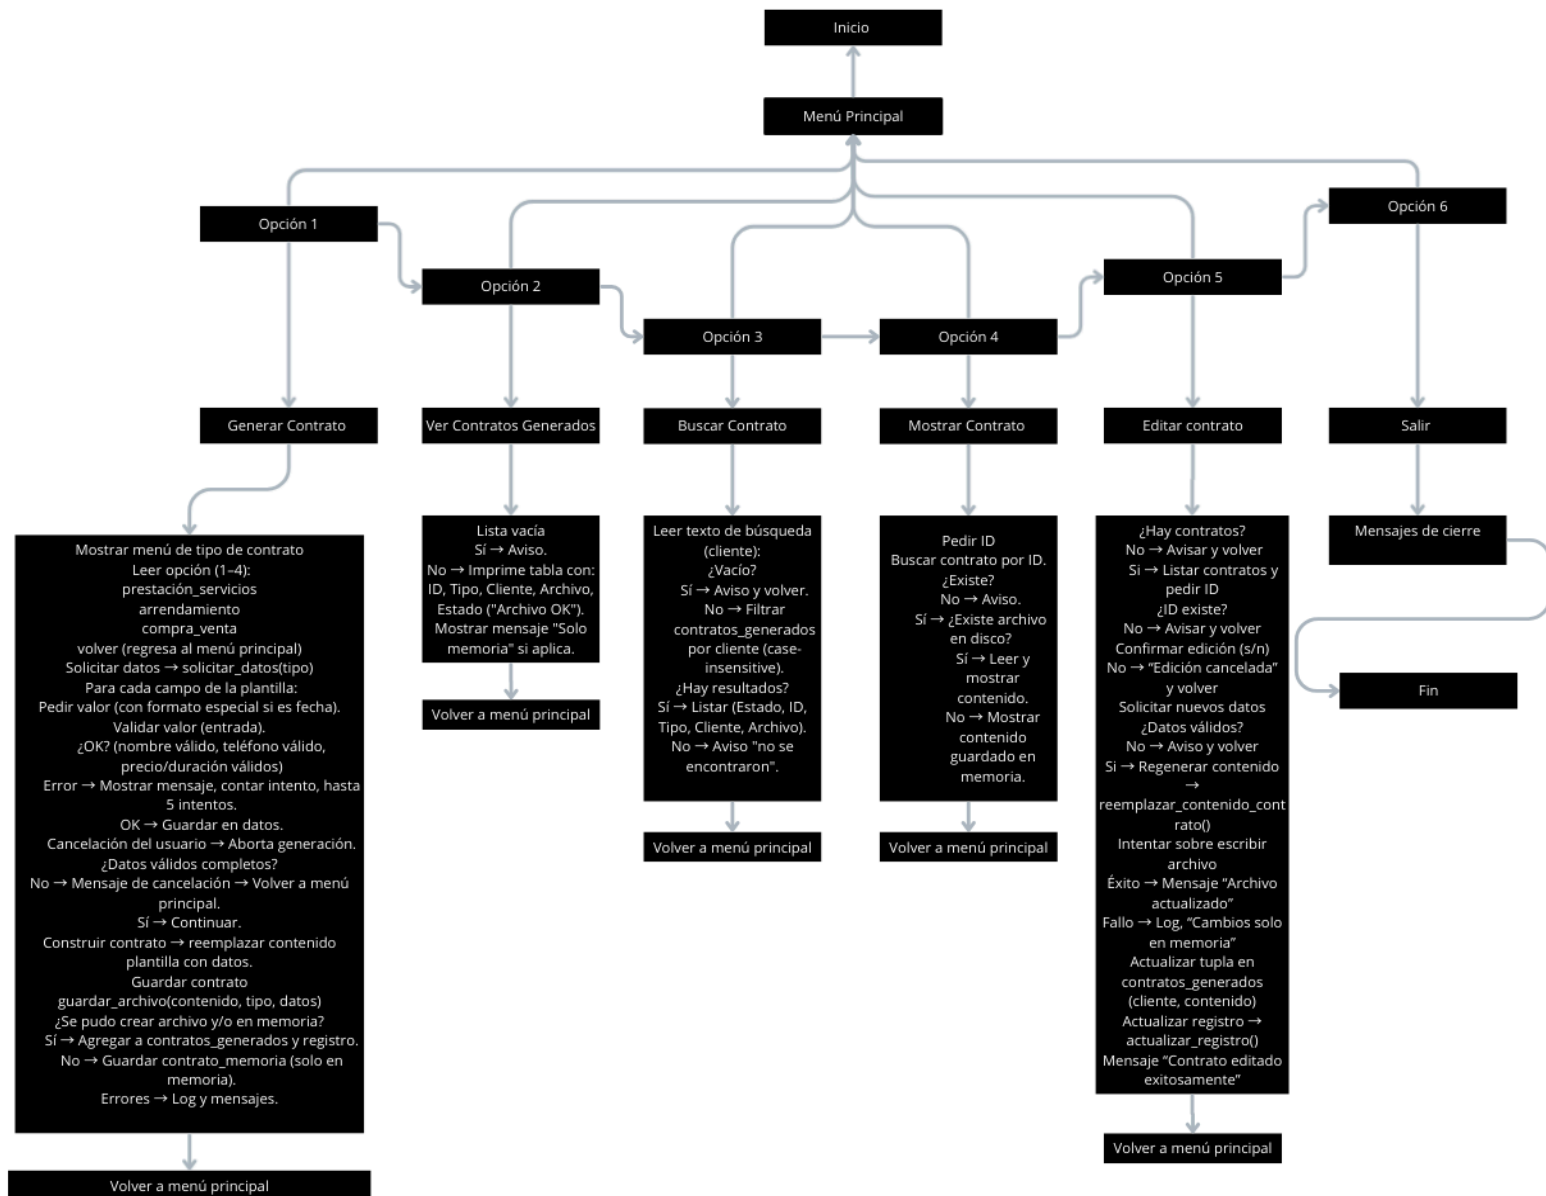 Inicio
Menú Principal
Opción 1
Opción 2
Opción 3
Opción 4
Opción 5
Opción 6
Generar Contrato
Ver Contratos Generados
Buscar Contrato
Mostrar Contrato
Editar contrato
Salir
Mostrar menú de tipo de contrato
Leer opción (1–4):
prestación_servicios
arrendamiento
compra_venta
volver (regresa al menú principal)
Solicitar datos → solicitar_datos(tipo)
Para cada campo de la plantilla:
Pedir valor (con formato especial si es fecha).
Validar valor (entrada).
¿OK? (nombre válido, teléfono válido,
precio/duración válidos)
Error → Mostrar mensaje, contar intento, hasta
5 intentos.
OK → Guardar en datos.
Cancelación del usuario → Aborta generación.
¿Datos válidos completos?
No → Mensaje de cancelación → Volver a menú
principal.
Sí → Continuar.
Construir contrato → reemplazar contenido
plantilla con datos.
Guardar contrato
guardar_archivo(contenido, tipo, datos)
¿Se pudo crear archivo y/o en memoria?
Sí → Agregar a contratos_generados y registro.
No → Guardar contrato_memoria (solo en
memoria).
Errores → Log y mensajes.
Volver a menú principal
Lista vacía
Sí → Aviso.
No → Imprime tabla con:
ID, Tipo, Cliente, Archivo,
Estado ("Archivo OK").
Mostrar mensaje "Solo
memoria" si aplica.
Volver a menú principal
Leer texto de búsqueda
(cliente):
¿Vacío?
Sí → Aviso y volver.
No → Filtrar
contratos_generados
por cliente (case-
insensitive).
¿Hay resultados?
Sí → Listar (Estado, ID,
Tipo, Cliente, Archivo).
No → Aviso "no se
encontraron".
Volver a menú principal
Pedir ID
Buscar contrato por ID.
¿Existe?
No → Aviso.
Sí → ¿Existe archivo
en disco?
Sí → Leer y
mostrar
contenido.
No → Mostrar
contenido
guardado en
memoria.
Volver a menú principal
¿Hay contratos?
No → Avisar y volver
Si → Listar contratos y
pedir ID
¿ID existe?
No → Avisar y volver
Confirmar edición (s/n)
No → “Edición cancelada”
y volver
Solicitar nuevos datos
¿Datos válidos?
No → Aviso y volver
Si → Regenerar contenido
→
reemplazar_contenido_cont
rato()
Intentar sobre escribir
archivo
Éxito → Mensaje “Archivo
actualizado”
Fallo → Log, “Cambios solo
en memoria”
Actualizar tupla en
contratos_generados
(cliente, contenido)
Actualizar registro →
actualizar_registro()
Mensaje “Contrato editado
exitosamente”
Volver a menú principal
Mensajes de cierre
Fin